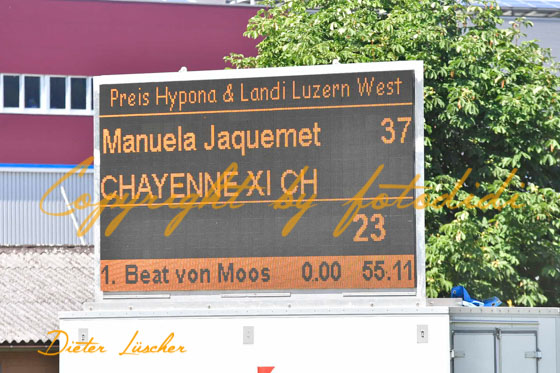 Preis Hypona & Landi Luzern West
Manuela Jaquemet 37
CHAYENNE XI CH
23
1. Beat von Moos 0.00 55.11
Copyright by fotodidi
Dieter Lüscher